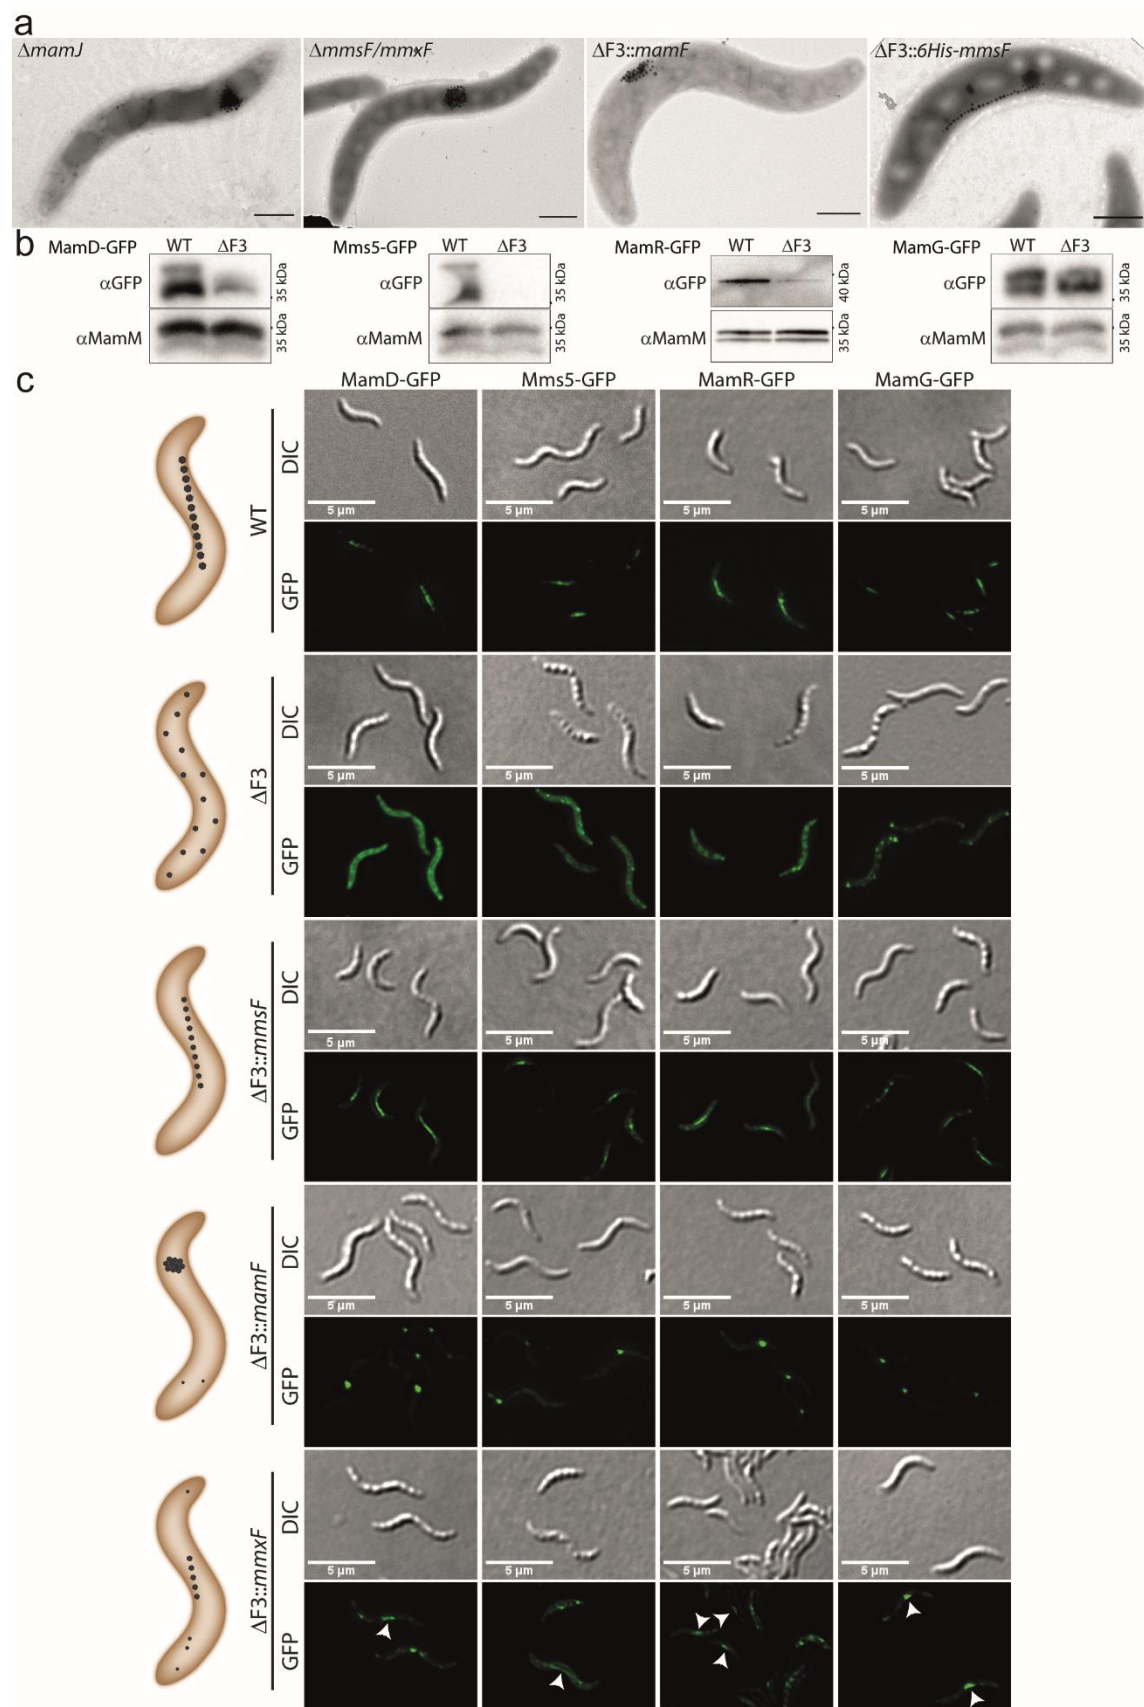 a
ΔmamJ
ΔmmsF/mmxF
ΔF3::mamF
ΔF3::6His-mmsF
b
MamD-GFP WT ΔF3
αGFP 35 kDa
αMamM 35 kDa
Mms5-GFP WT ΔF3
αGFP 35 kDa
αMamM 35 kDa
MamR-GFP WT ΔF3
αGFP 40 kDa
αMamM 35 kDa
MamG-GFP WT ΔF3
αGFP 35 kDa
αMamM 35 kDa
c
MamD-GFP Mms5-GFP MamR-GFP MamG-GFP
WT
DIC
5 µm 5 µm 5 µm 5 µm
GFP
ΔF3
DIC
5 µm 5 µm 5 µm 5 µm
GFP
ΔF3::mmsF
DIC
5 µm 5 µm 5 µm 5 µm
GFP
ΔF3::mamF
DIC
5 µm 5 µm 5 µm 5 µm
GFP
ΔF3::mmxF
DIC
5 µm 5 µm 5 µm 5 µm
GFP